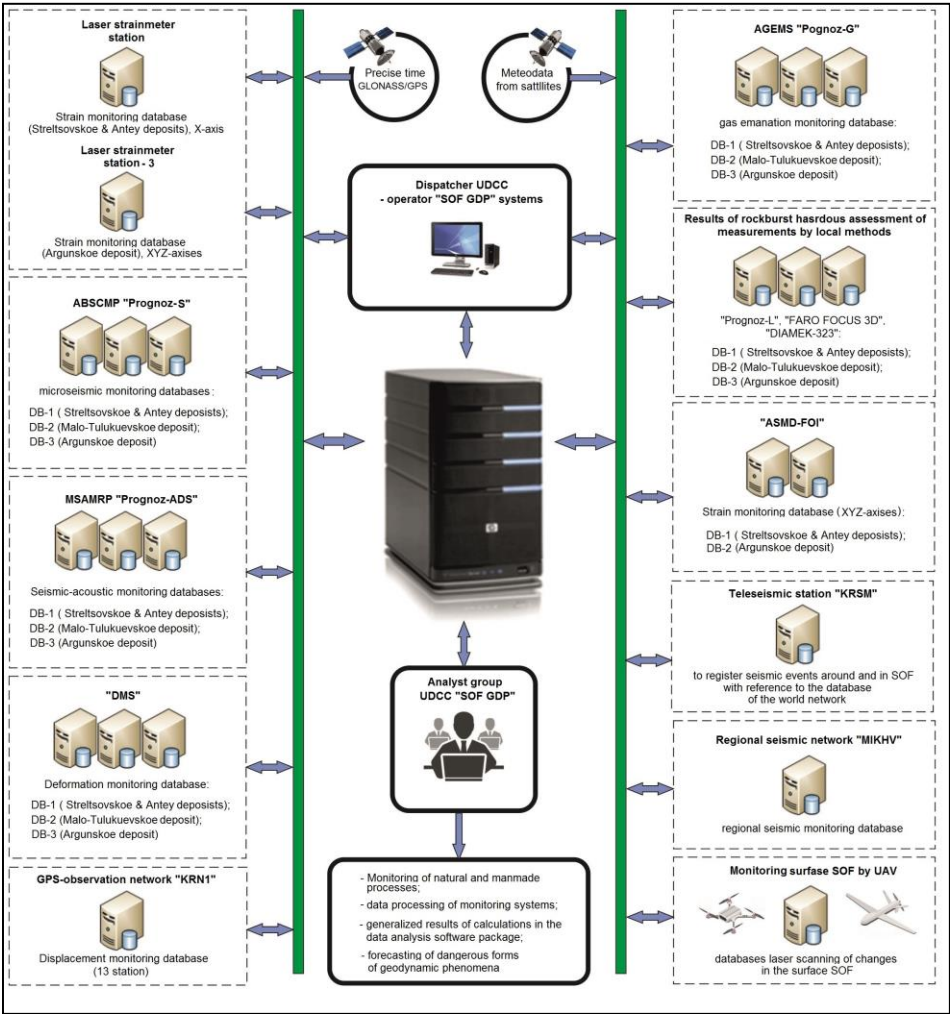 Laser strainmeter
station
Strain monitoring database
(Streltsovskoe & Antey deposits), X-axis
Laser strainmeter
station - 3
Strain monitoring database
(Argunskoe deposit), XYZ-axises
ABSCMP "Prognoz-S"
microseismic monitoring databases:
DB-1 ( Streltsovskoe & Antey deposists);
DB-2 (Malo-Tulukuevskoe deposit);
DB-3 (Argunskoe deposit)
MSAMRP "Prognoz-ADS"
Seismic-acoustic monitoring databases:
DB-1 ( Streltsovskoe & Antey deposists);
DB-2 (Malo-Tulukuevskoe deposit);
DB-3 (Argunskoe deposit)
"DMS"
Deformation monitoring database:
DB-1 ( Streltsovskoe & Antey deposists);
DB-2 (Malo-Tulukuevskoe deposit);
DB-3 (Argunskoe deposit)
GPS-observation network "KRN1"
Displacement monitoring database
(13 station)
Precise time
GLONASS/GPS
Meteodata
from sattllites
Dispatcher UDCC
- operator "SOF GDP" systems
hp
Analyst group
UDCC "SOF GDP"
- Monitoring of natural and manmade
processes;
- data processing of monitoring systems;
- generalized results of calculations in the
data analysis software package;
- forecasting of dangerous forms
of geodynamic phenomena
AGEMS "Pognoz-G"
gas emanation monitoring database:
DB-1 ( Streltsovskoe & Antey deposists);
DB-2 (Malo-Tulukuevskoe deposit);
DB-3 (Argunskoe deposit)
Results of rockburst hasrdous assessment of
measurements by local methods
"Prognoz-L", "FARO FOCUS 3D",
"DIAMEK-323":
DB-1 ( Streltsovskoe & Antey deposists);
DB-2 (Malo-Tulukuevskoe deposit);
DB-3 (Argunskoe deposit)
"ASMD-FOI"
Strain monitoring database (XYZ-axises):
DB-1 ( Streltsovskoe & Antey deposists);
DB-2 (Argunskoe deposit)
Teleseismic station "KRSM"
to register seismic events around and in SOF
with reference to the database
of the world network
Regional seismic network "MIKHV"
regional seismic monitoring database
Monitoring surfase SOF by UAV
databases laser scanning of changes
in the surface SOF